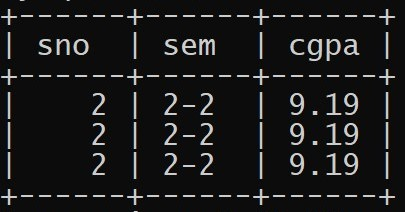 +------+------+------+
| sno | sem | cgpa |
+------+------+------+
| 2 | 2-2 | 9.19 |
| 2 | 2-2 | 9.19 |
| 2 | 2-2 | 9.19 |
+------+------+------+